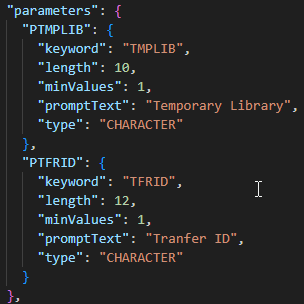 "parameters": {
"PTMPLIB": {
"keyword": "TMPLIB",
"length": 10,
"minValues": 1,
"promptText": "Temporary Library",
"type": "CHARACTER"
},
"PTFRID": {
"keyword": "TFRID",
"length": 12,
"minValues": 1,
"promptText": "Tranfer ID",
"type": "CHARACTER"
}
},